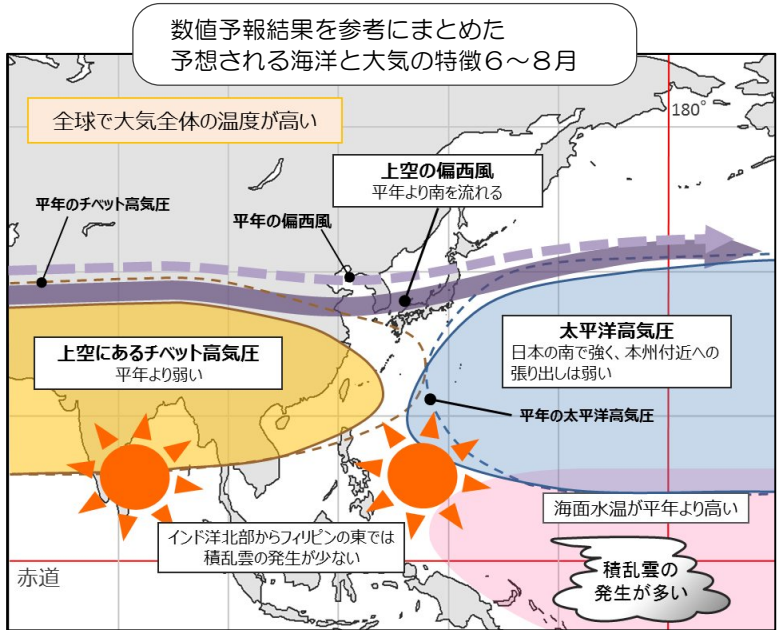 数値予報結果を参考にまとめた
予想される海洋と大気の特徴６～８月
180°
全球で大気全体の温度が高い
上空の偏西風
平年より南を流れる
平年のチベット高気圧
平年の偏西風
上空にあるチベット高気圧
平年より弱い
太平洋高気圧
日本の南で強く、本州付近への
張り出しは弱い
平年の太平洋高気圧
海面水温が平年より高い
インド洋北部からフィリピンの東では
積乱雲の発生が少ない
赤道
積乱雲の
発生が多い